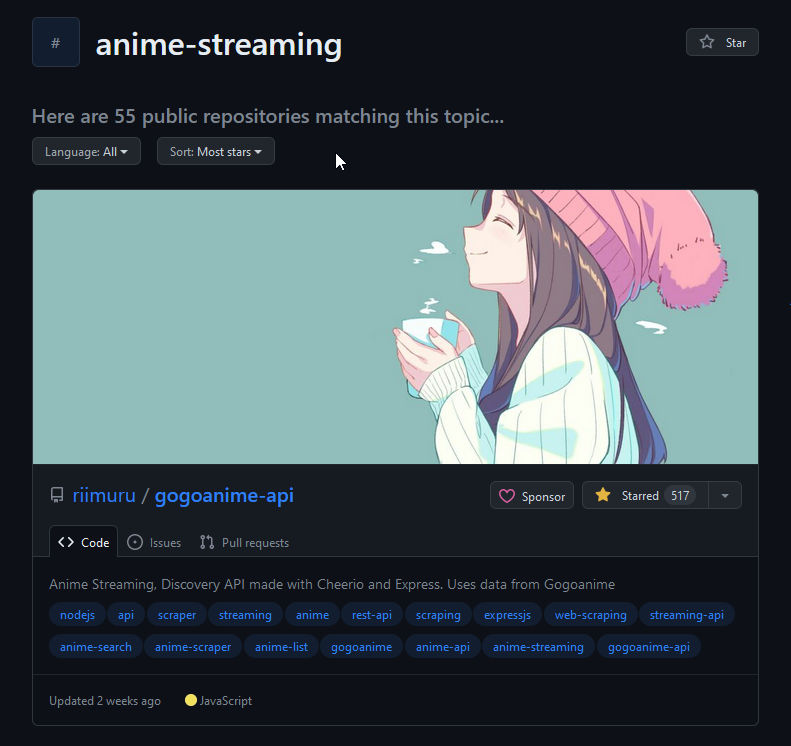 # anime-streaming Star
Here are 55 public repositories matching this topic...
Language: All Sort: Most stars
riimuru / gogoanime-api Sponsor Starred 517
Code Issues Pull requests
Anime Streaming, Discovery API made with Cheerio and Express. Uses data from Gogoanime
nodejs api scraper streaming anime rest-api scraping expressjs web-scraping streaming-api
anime-search anime-scraper anime-list gogoanime anime-api anime-streaming gogoanime-api
Updated 2 weeks ago JavaScript